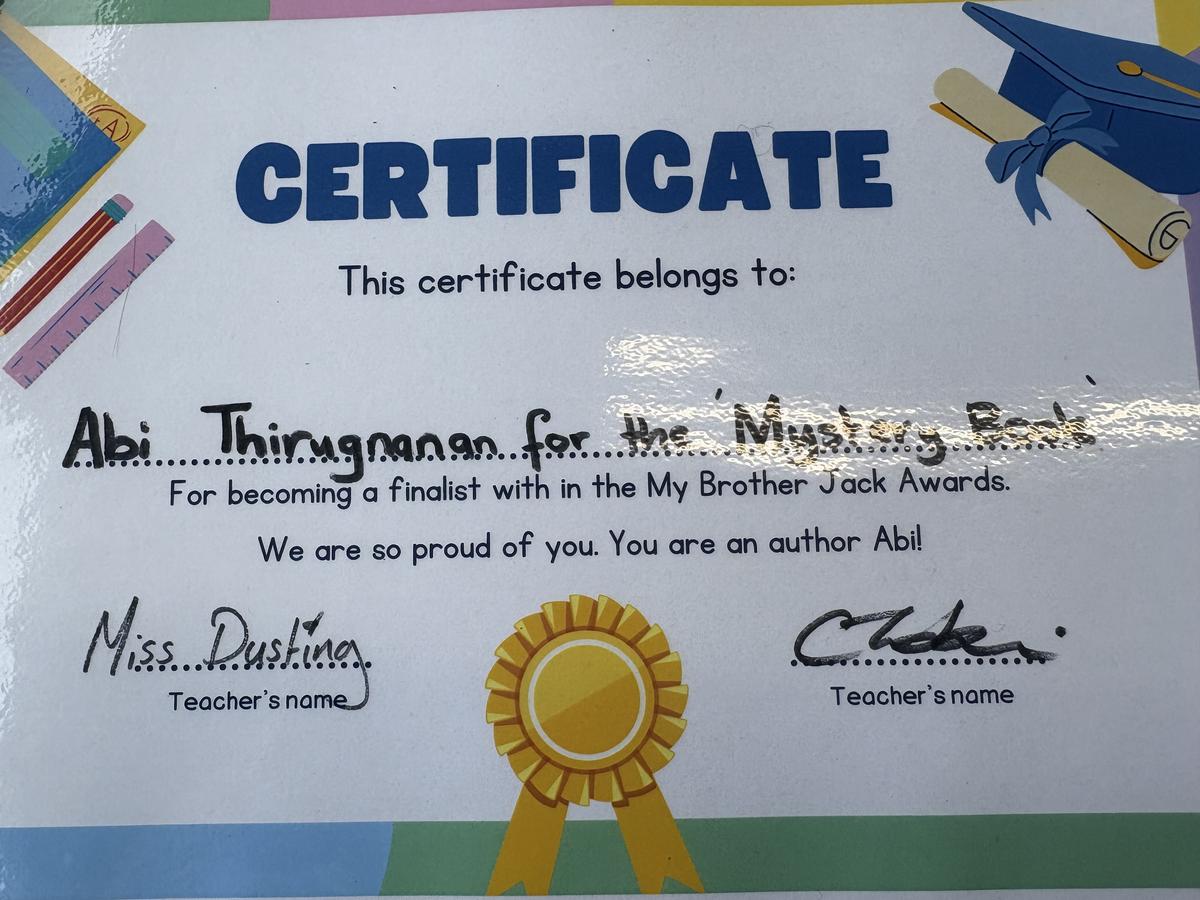 A
CERTIFICATE
This certificate belongs to:
Abi Thirugnanan for the 'Mystery Book'
For becoming a finalist with in the My Brother Jack Awards.
We are so proud of you. You are an author Abi!
Miss Dusting
Teacher's name
Teacher's name